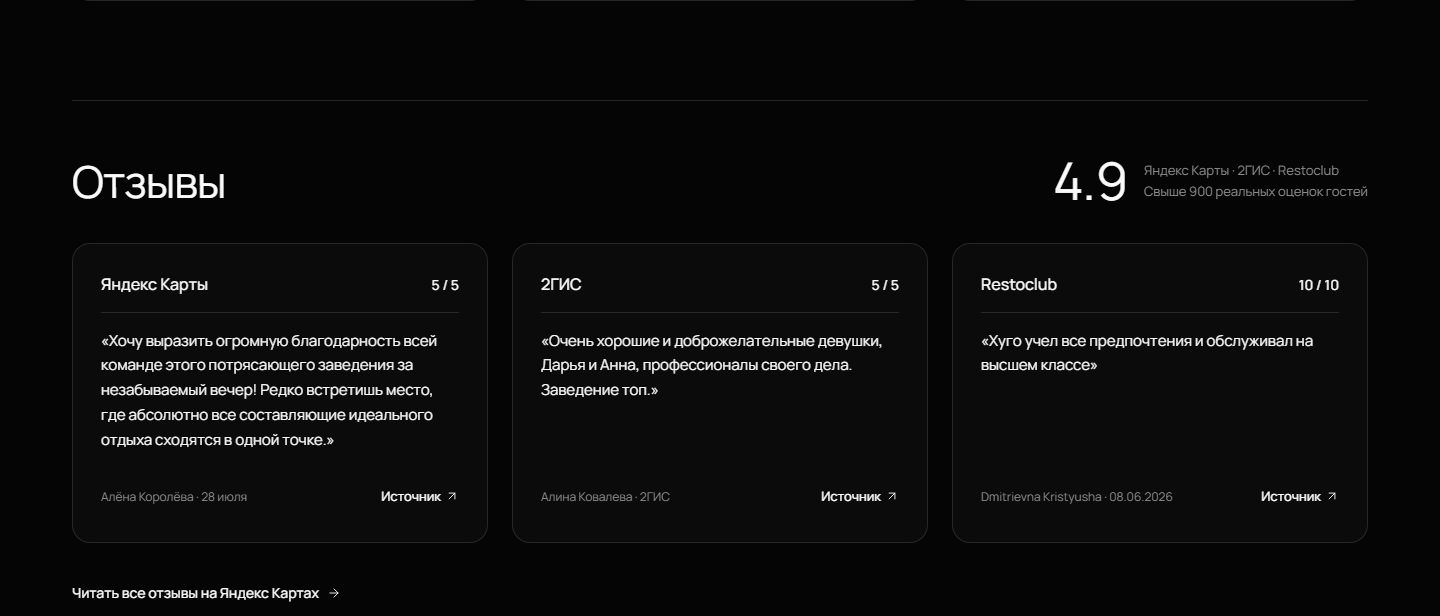 Отзывы
4.9
Яндекс Карты · 2ГИС · Restoclub
Свыше 900 реальных оценок гостей
Яндекс Карты
5 / 5
«Хочу выразить огромную благодарность всей
команде этого потрясающего заведения за
незабываемый вечер! Редко встретишь место,
где абсолютно все составляющие идеального
отдыха сходятся в одной точке.»
Алёна Королёва · 28 июля
Источник
2ГИС
5 / 5
«Очень хорошие и доброжелательные девушки,
Дарья и Анна, профессионалы своего дела.
Заведение топ.»
Алина Ковалева · 2ГИС
Источник
Restoclub
10 / 10
«Хуго учел все предпочтения и обслуживал на
высшем классе»
Dmitrievna Kristyusha · 08.06.2026
Источник
Читать все отзывы на Яндекс Картах